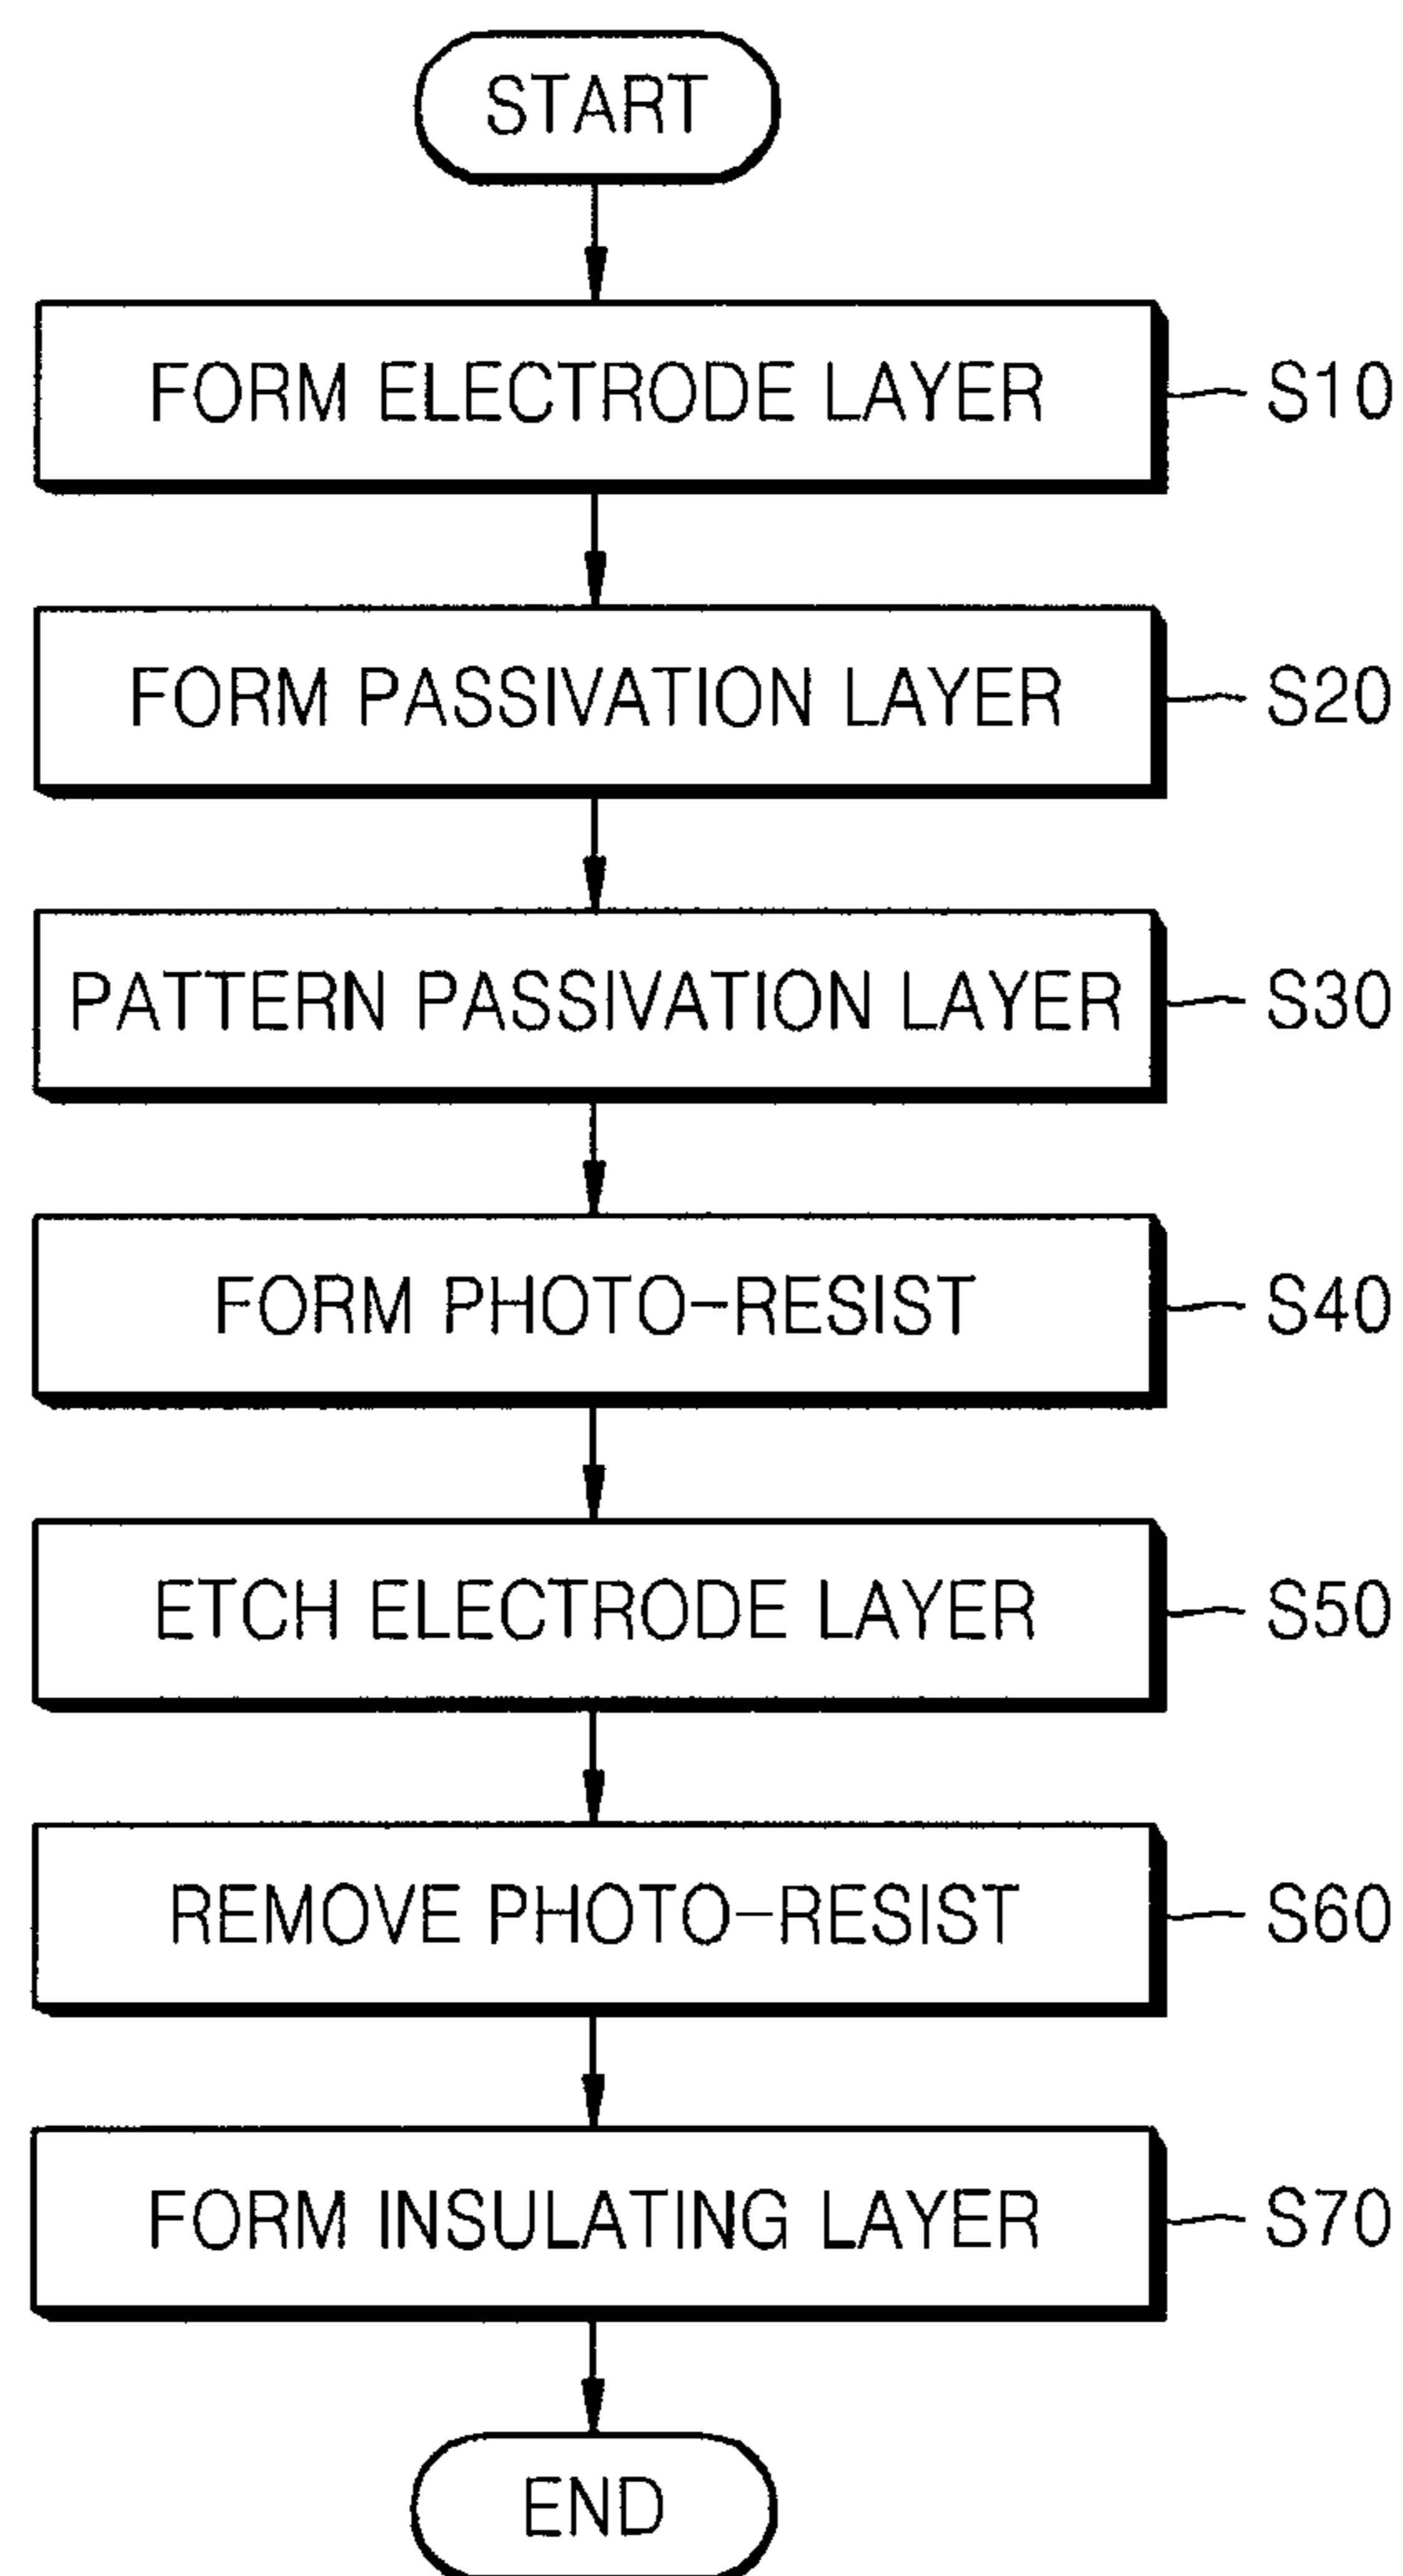 START
FORM ELECTRODE LAYER S10
FORM PASSIVATION LAYER S20
PATTERN PASSIVATION LAYER S30
FORM PHOTO-RESIST S40
ETCH ELECTRODE LAYER S50
REMOVE PHOTO-RESIST S60
FORM INSULATING LAYER S70
END